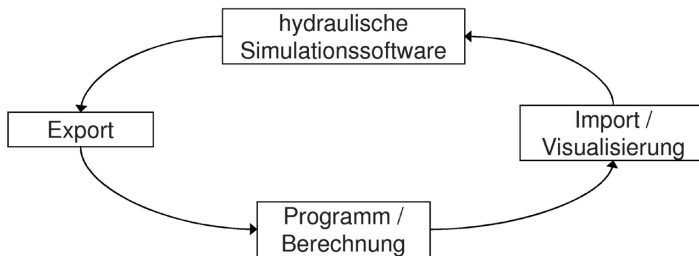 hydraulische
Simulationssoftware
Export
Import /
Visualisierung
Programm /
Berechnung